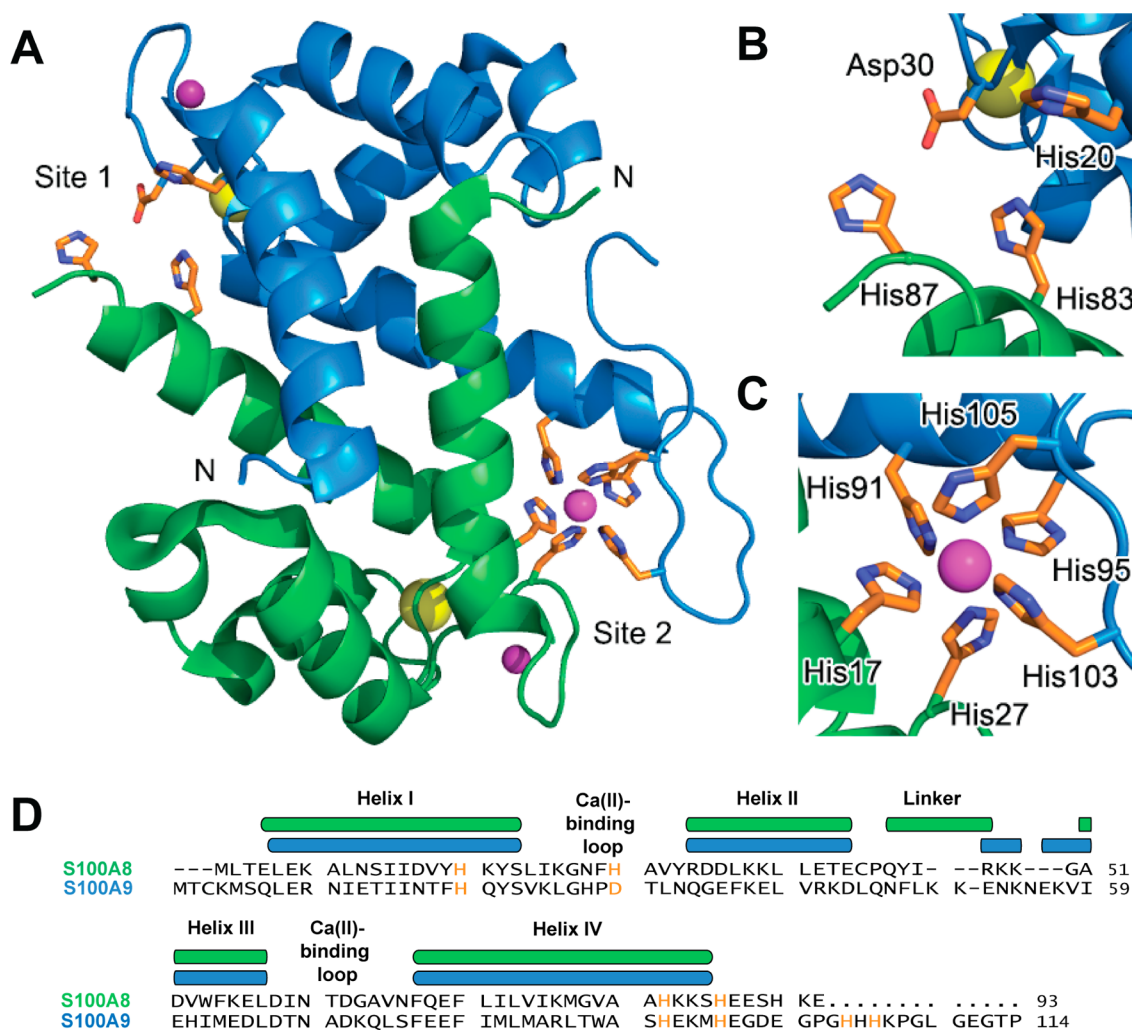 A
Site 1
N
N
Site 2
B
Asp30
His20
His87
His83
C
His105
His91
His95
His17
His103
His27
D
Helix I
Ca(II)-
binding
loop
Helix II
Linker
S100A8 ---MLTELEK ALNSIIDVYH KYSLIKGNFH AVYRDDLKKL LETECPQYI- --RKK---GA 51
S100A9 MTCKMSQLER NIETIINTFH QYSVKLGHPD TLNQGEFKEL VRKDLQNFLK K-ENKNEKVI 59
Helix III
Ca(II)-
binding
loop
Helix IV
S100A8 DVWFKELDIN TDGAVNFQEF LILVIKMGVA AHKKSHEESH KE........ ..... 93
S100A9 EHIMEDLDTN ADKQLSFEEF IMLMARLTWA SHEKMHEGDE GPGHHHKPGL GEGTP 114